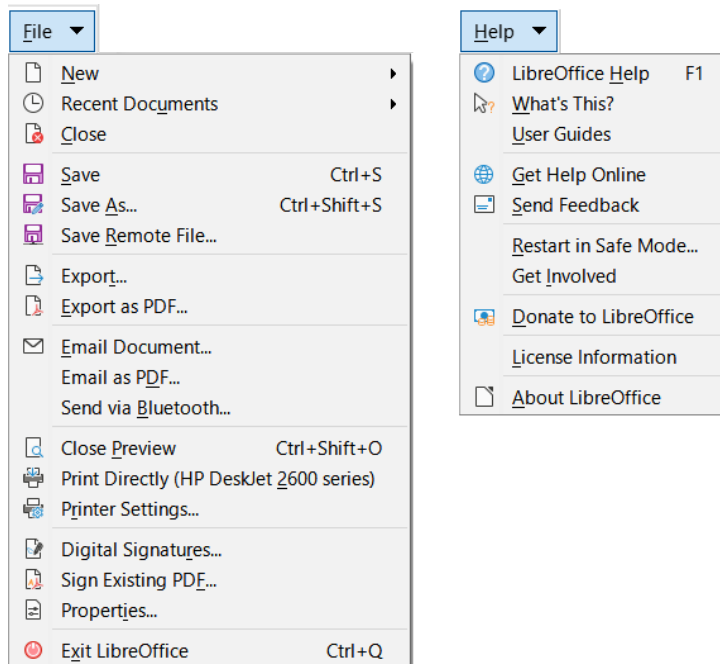 File
New
Recent Documents
Close
Save Ctrl+S
Save As... Ctrl+Shift+S
Save Remote File...
Export...
Export as PDF...
Email Document...
Email as PDF...
Send via Bluetooth...
Close Preview Ctrl+Shift+O
Print Directly (HP DeskJet 2600 series)
Printer Settings...
Digital Signatures...
Sign Existing PDF...
Properties...
Exit LibreOffice Ctrl+Q
Help
LibreOffice Help F1
What's This?
User Guides
Get Help Online
Send Feedback
Restart in Safe Mode...
Get Involved
Donate to LibreOffice
License Information
About LibreOffice